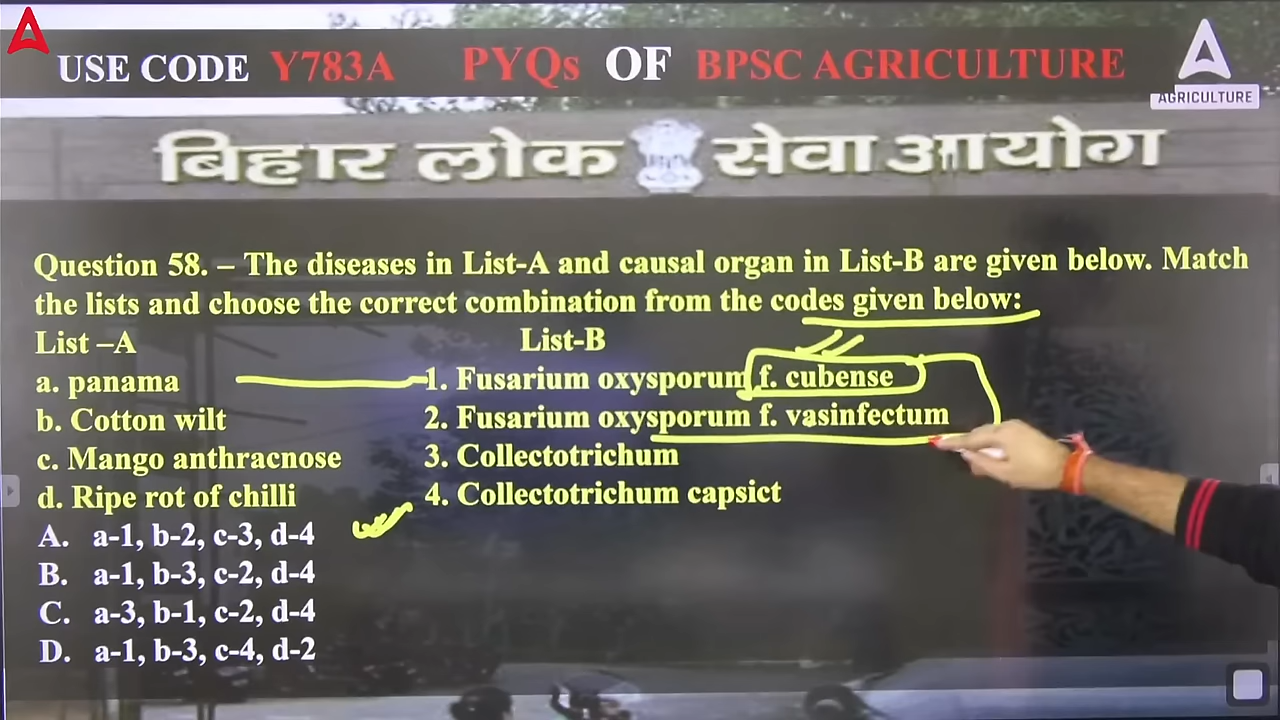 USE CODE Y783A PYQs OF BPSC AGRICULTURE
AGRICULTURE
बिहार लोक सेवा आयोग
Question 58. – The diseases in List-A and causal organ in List-B are given below. Match
the lists and choose the correct combination from the codes given below:
List –A List-B
a. panama 1. Fusarium oxysporum f. cubense
b. Cotton wilt 2. Fusarium oxysporum f. vasinfectum
c. Mango anthracnose 3. Collectotrichum
d. Ripe rot of chilli 4. Collectotrichum capsict
A. a-1, b-2, c-3, d-4
B. a-1, b-3, c-2, d-4
C. a-3, b-1, c-2, d-4
D. a-1, b-3, c-4, d-2